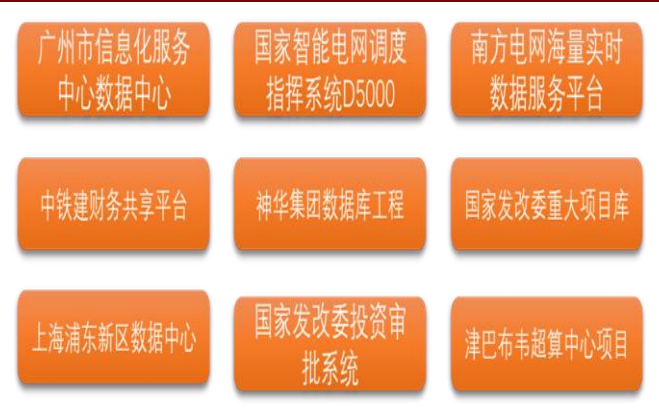 广州市信息化服务
中心数据中心
国家智能电网调度
指挥系统D5000
南方电网海量实时
数据服务平台
中铁建财务共享平台
神华集团数据库工程
国家发改委重大项目库
上海浦东新区数据中心
国家发改委投资审
批系统
津巴布韦超算中心项目